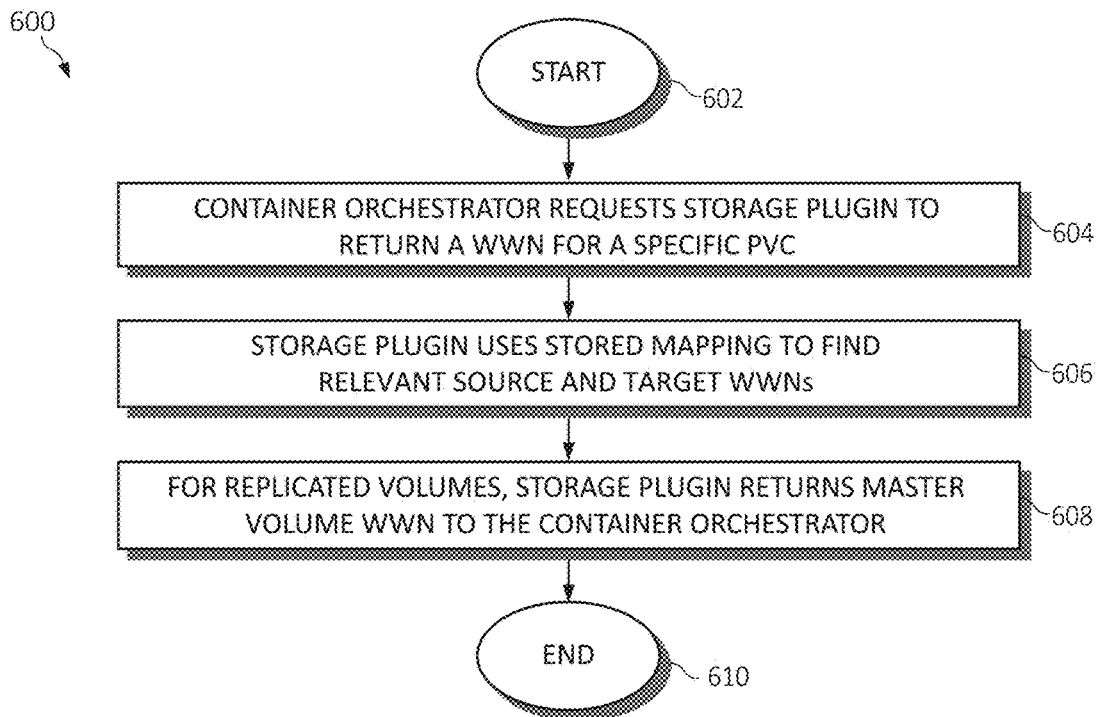 600
START
602
CONTAINER ORCHESTRATOR REQUESTS STORAGE PLUGIN TO
RETURN A WWN FOR A SPECIFIC PVC
604
STORAGE PLUGIN USES STORED MAPPING TO FIND
RELEVANT SOURCE AND TARGET WWNs
606
FOR REPLICATED VOLUMES, STORAGE PLUGIN RETURNS MASTER
VOLUME WWN TO THE CONTAINER ORCHESTRATOR
608
END
610